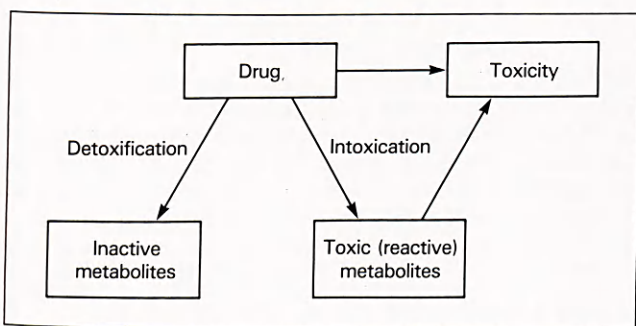 Drug
Toxicity
Detoxification
Intoxication
Inactive
metabolites
Toxic (reactive)
metabolites